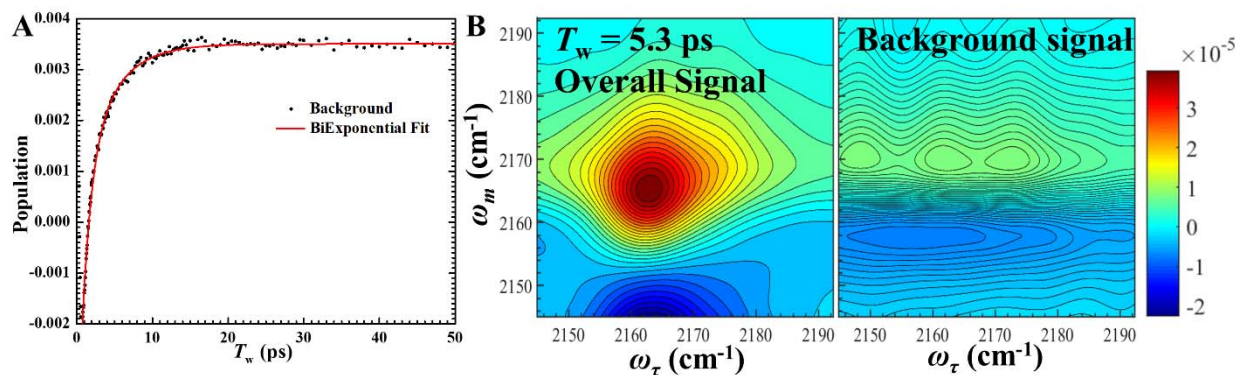 A
0.004
0.003
0.002
0.001
0.000
-0.001
-0.002
Population
Background
BiExponential Fit
0 10 20 30 40 50
T_w (ps)
B
T_w = 5.3 ps
Overall Signal
Background signal
2190
2180
2170
2160
2150
ω_m (cm⁻¹)
2150 2160 2170 2180 2190
ω_τ (cm⁻¹)
2150 2160 2170 2180 2190
ω_τ (cm⁻¹)
×10⁻⁵
3
2
1
0
-1
-2